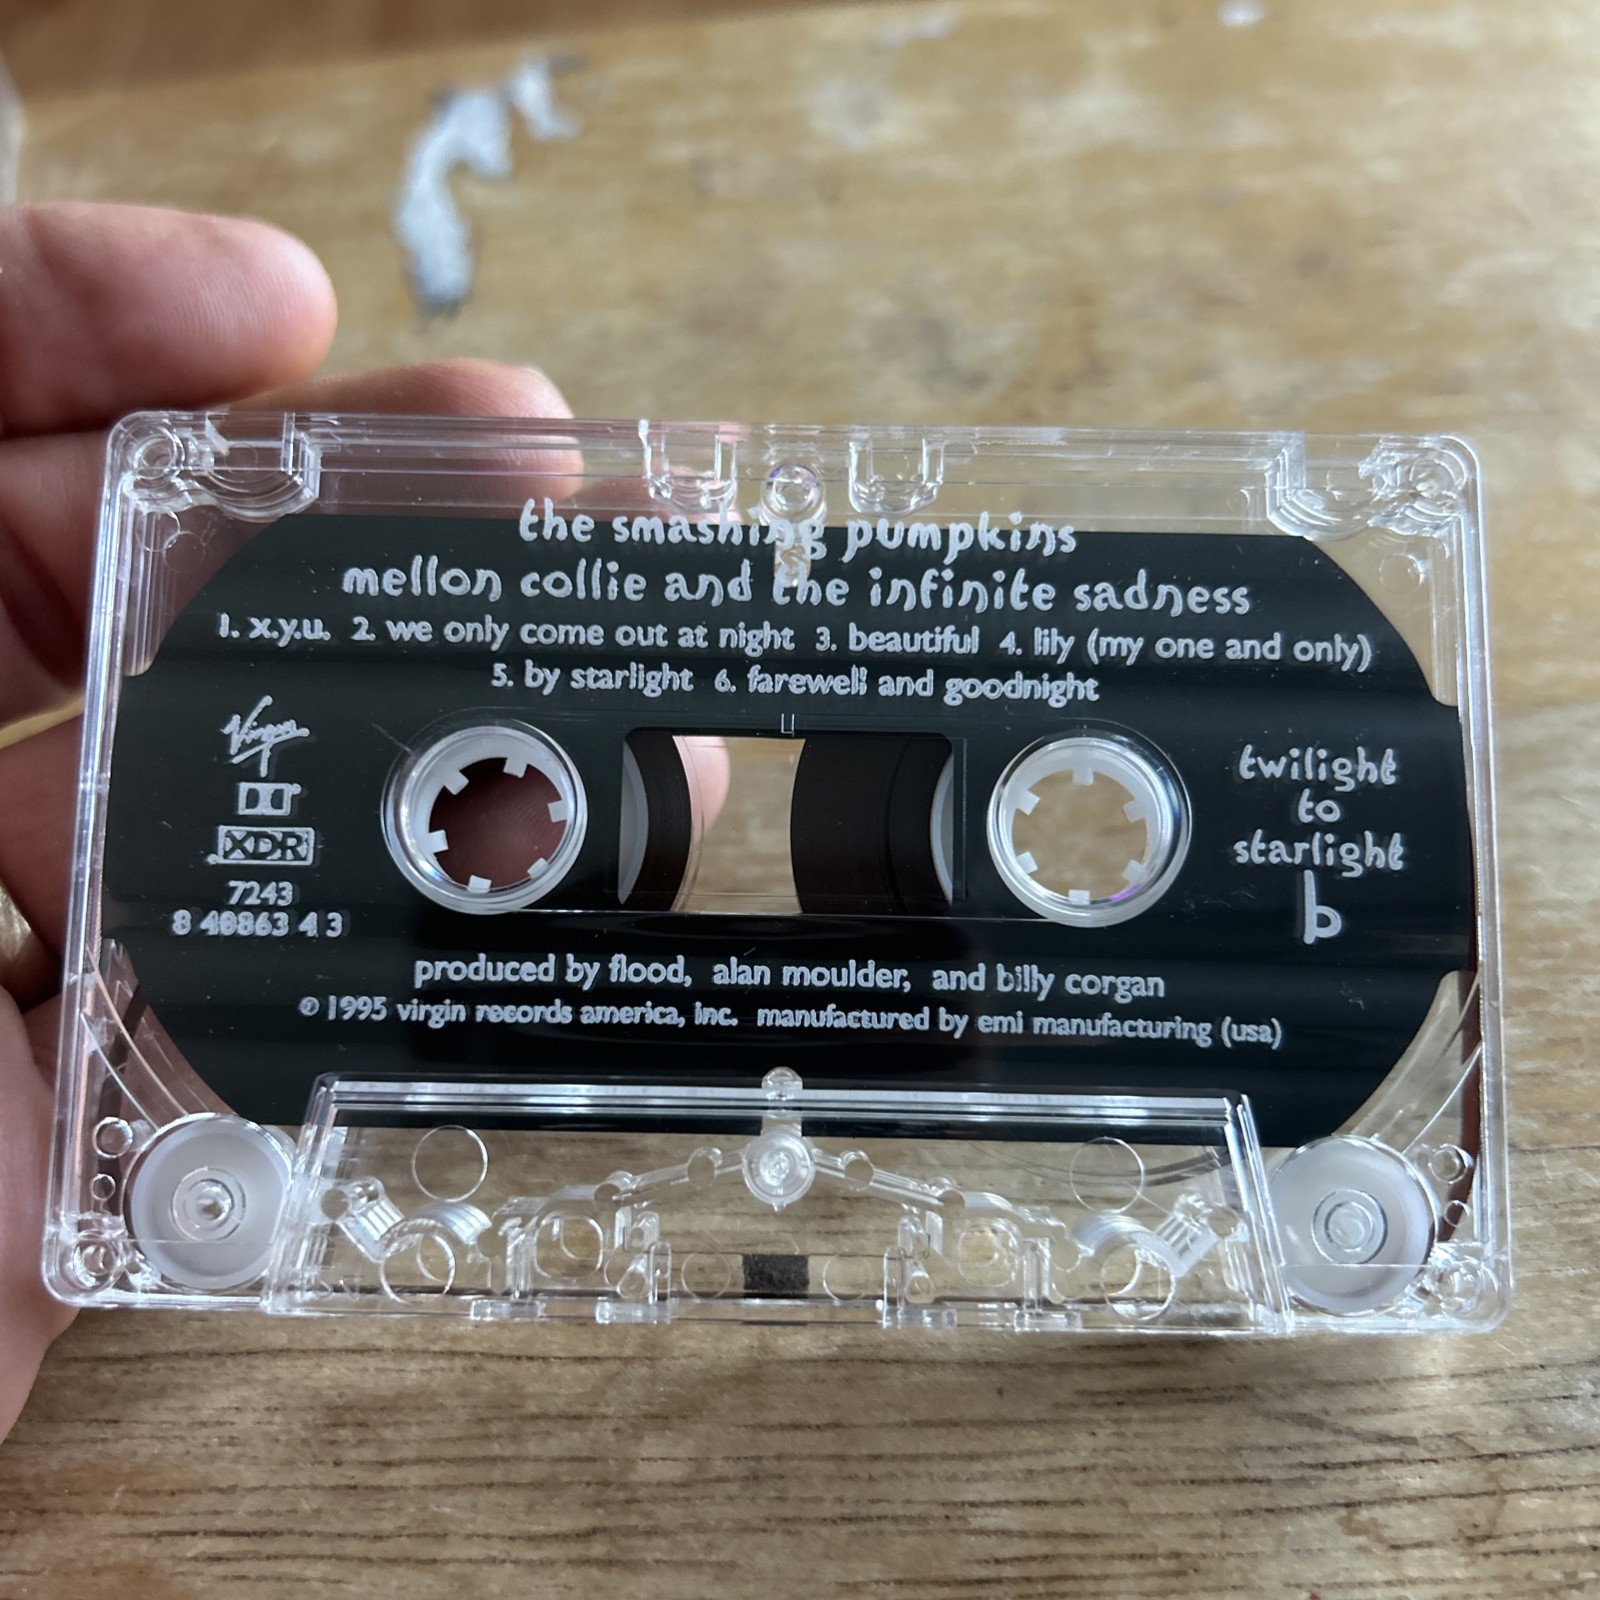 the smashing pumpkins
mellon collie and the infinite sadness
1. x.y.u. 2. we only come out at night 3. beautiful 4. lily (my one and only)
5. by starlight 6. farewell and goodnight
Virgin
XDR
7243
8 40863 4 3
twilight
to
starlight
b
produced by flood, alan moulder, and billy corgan
℗ 1995 virgin records america, inc. manufactured by emi manufacturing (usa)